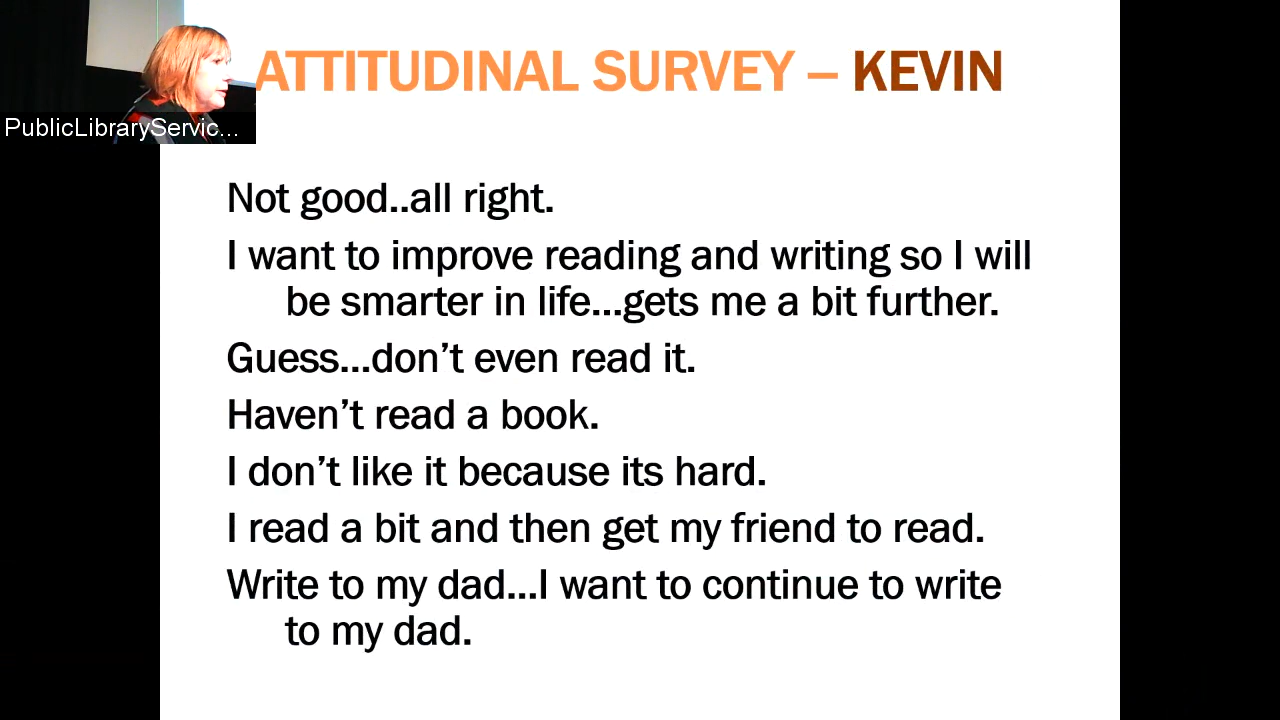 ATTITUDINAL SURVEY – KEVIN
PublicLibraryServic...
Not good..all right.
I want to improve reading and writing so I will
be smarter in life...gets me a bit further.
Guess...don't even read it.
Haven't read a book.
I don't like it because its hard.
I read a bit and then get my friend to read.
Write to my dad...I want to continue to write
to my dad.